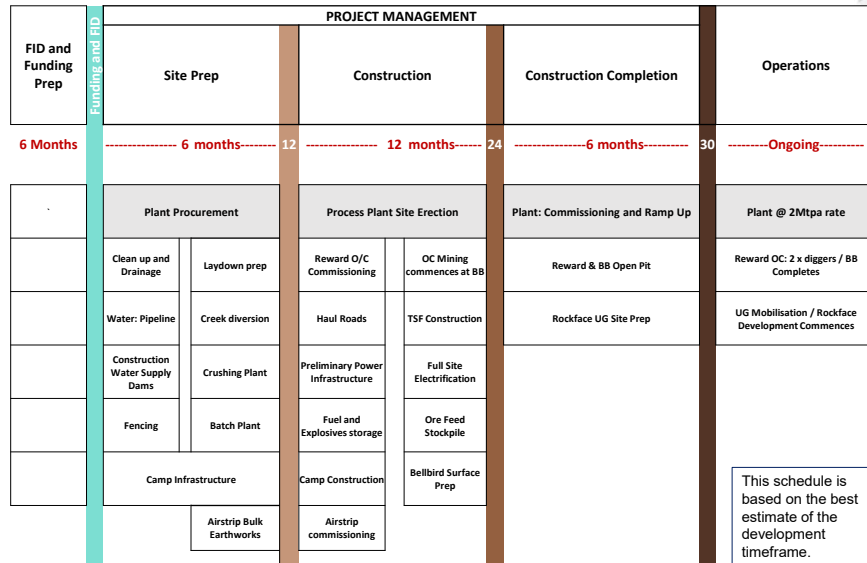 PROJECT MANAGEMENT
FID and
Funding
Prep
Funding and FID
Site Prep
Construction
Construction Completion
Operations
6 Months
---------------- 6 months-------- 12
--------------- 12 months------ 24
------------------6 months--------- 30
---------Ongoing----------
Plant Procurement
Process Plant Site Erection
Plant: Commissioning and Ramp Up
Plant @ 2Mtpa rate
Clean up and
Drainage
Laydown prep
Reward O/C
Commissioning
OC Mining
commences at BB
Reward & BB Open Pit
Reward OC: 2 x diggers / BB
Completes
Water: Pipeline
Creek diversion
Haul Roads
TSF Construction
Rockface UG Site Prep
UG Mobilisation / Rockface
Development Commences
Construction
Water Supply
Dams
Crushing Plant
Preliminary Power
Infrastructure
Full Site
Electrification
Fencing
Batch Plant
Fuel and
Explosives storage
Ore Feed
Stockpile
Camp Infrastructure
Camp Construction
Bellbird Surface
Prep
Airstrip Bulk
Earthworks
Airstrip
commissioning
This schedule is
based on the best
estimate of the
development
timeframe.